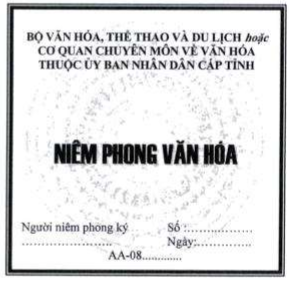 BỘ VĂN HÓA, THỂ THAO VÀ DU LỊCH hoặc
CƠ QUAN CHUYÊN MÔN VỀ VĂN HÓA
THUỘC ỦY BAN NHÂN DÂN CẤP TỈNH
NIÊM PHONG VĂN HÓA
Người niêm phong ký
Số :.................
......................
Ngày:..............
AA-08............